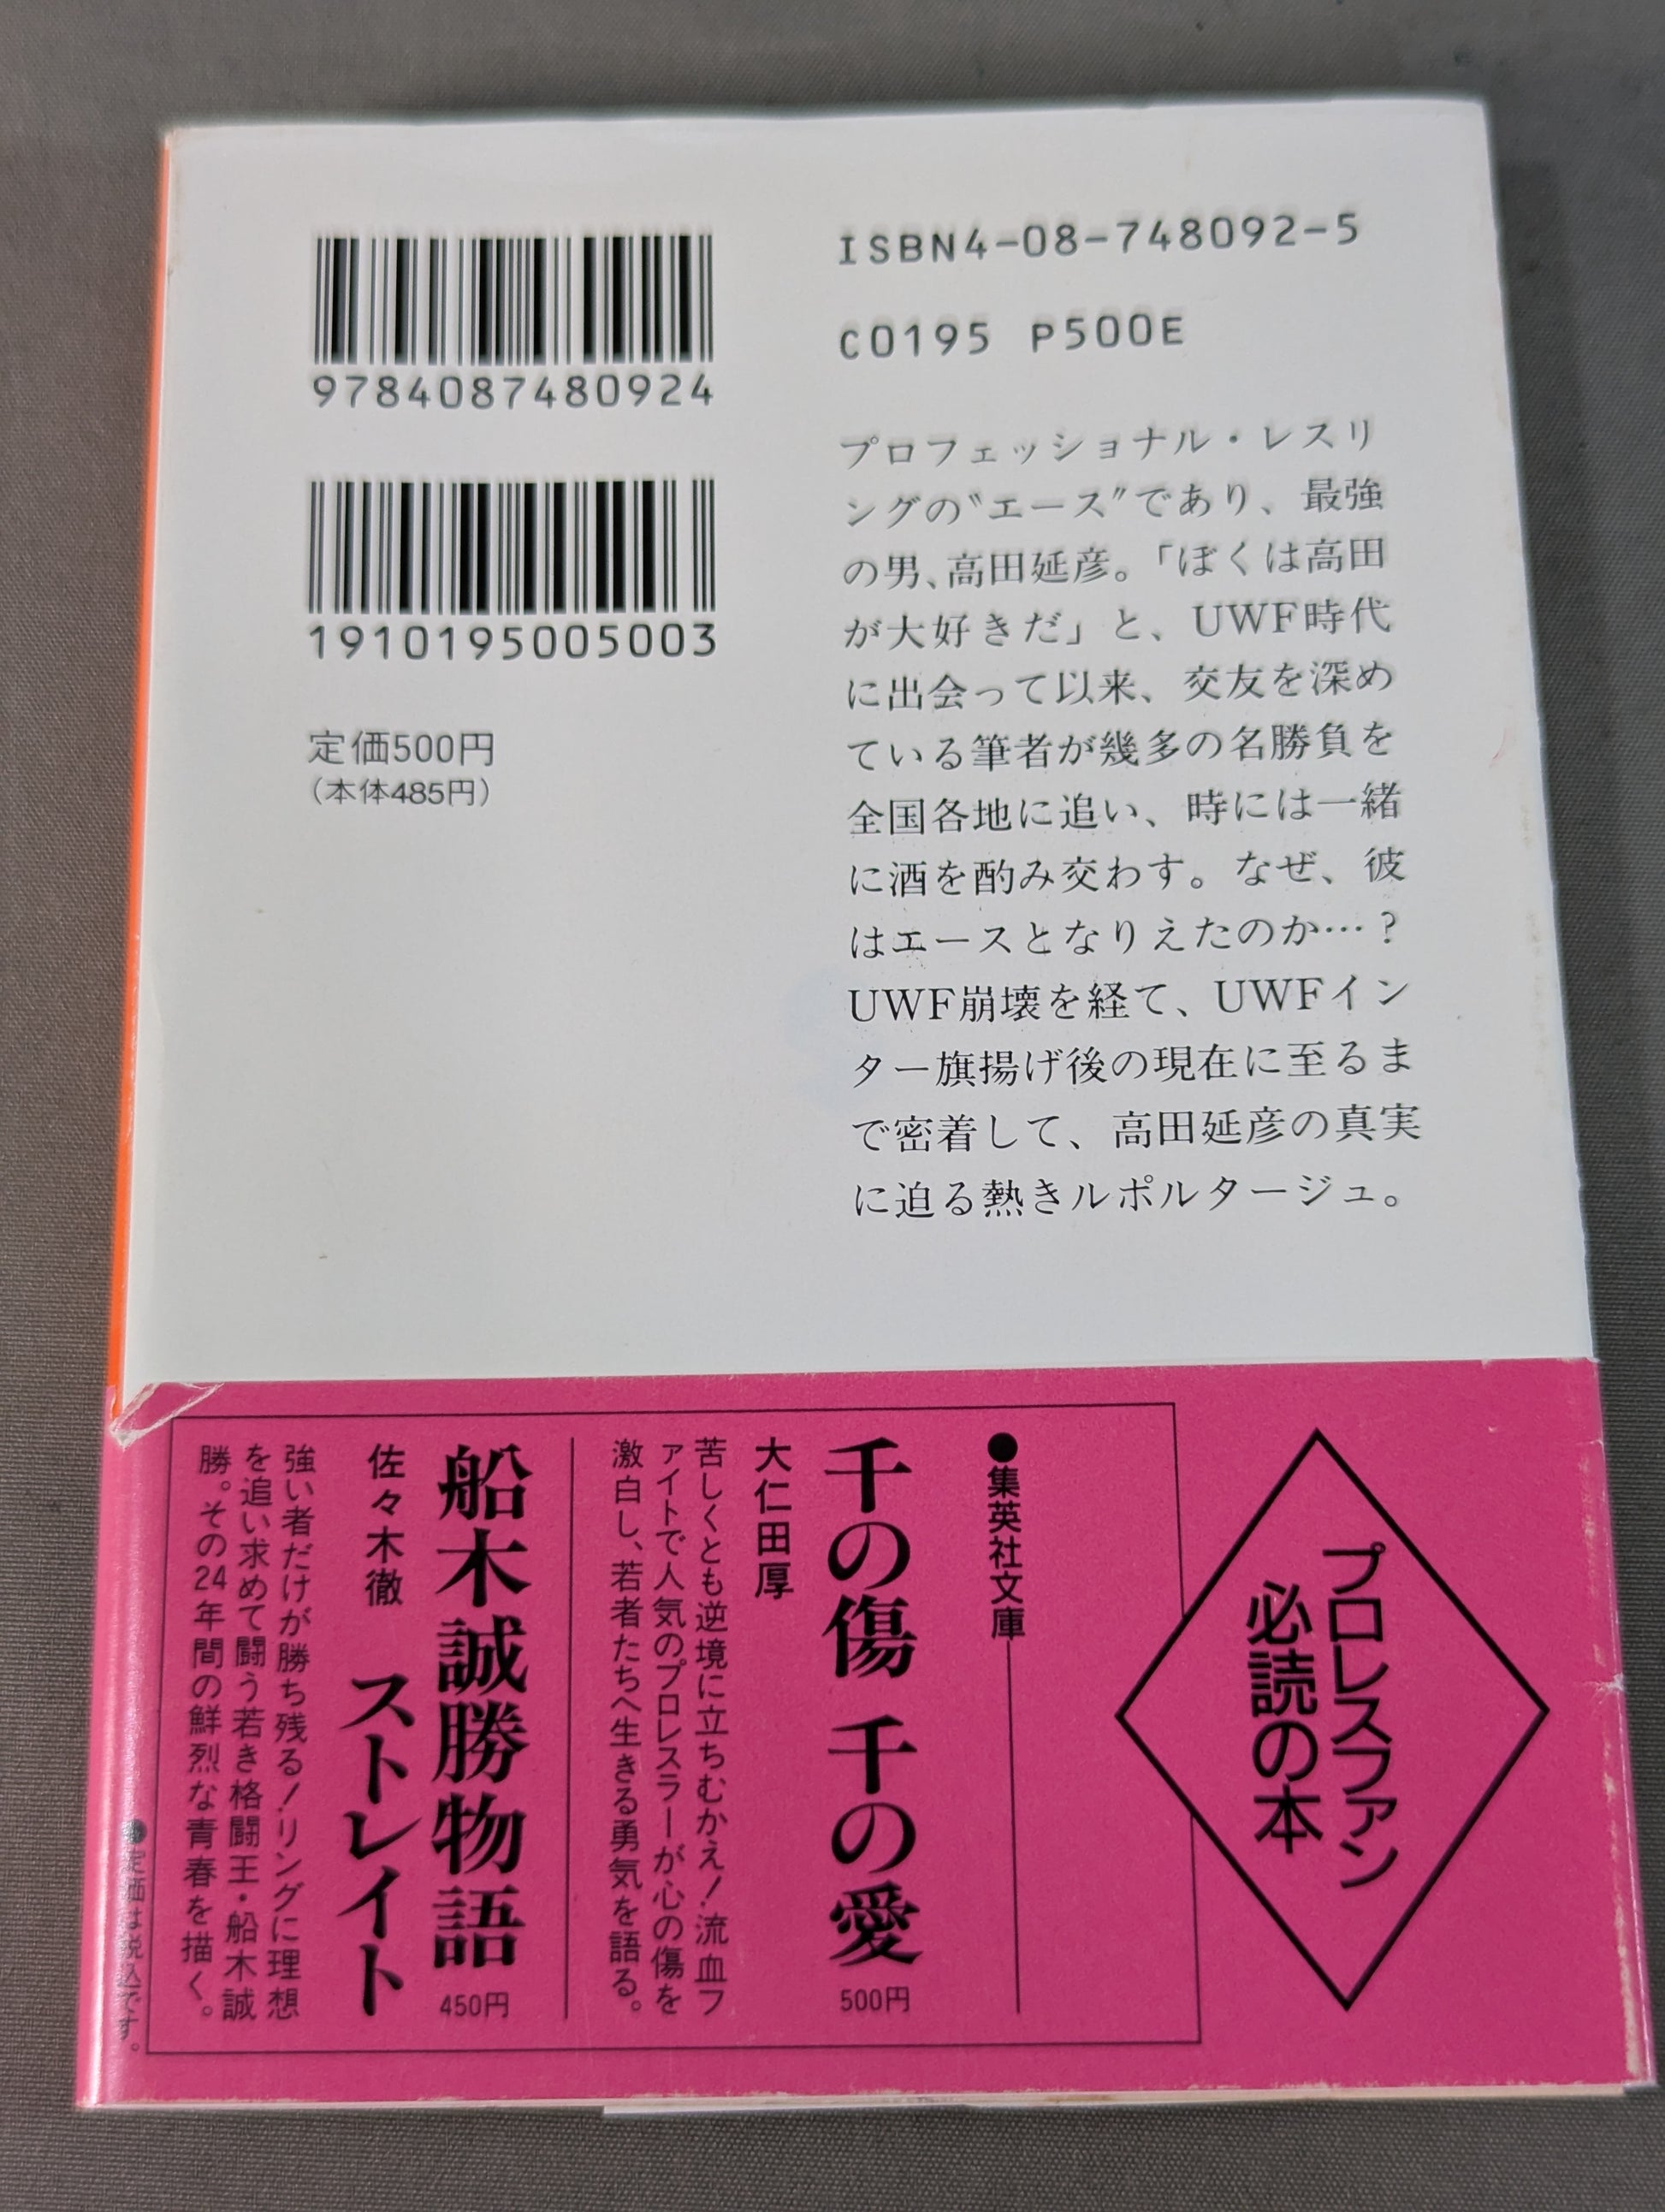 9784087480924
1910195005003
定価500円
（本体485円）
ISBN4-08-748092-5
C0195 P500E
プロフェッショナル・レスリ
ングの〝エース〟であり、最強
の男、高田延彦。「ぼくは高田
が大好きだ」と、UWF時代
に出会って以来、交友を深め
ている筆者が幾多の名勝負を
全国各地に追い、時には一緒
に酒を酌み交わす。なぜ、彼
はエースとなりえたのか…？
UWF崩壊を経て、UWFイン
ター旗揚げ後の現在に至るま
で密着して、高田延彦の真実
に迫る熱きルポルタージュ。
プロレスファン
必読の本
●集英社文庫
千の傷 千の愛 500円
大仁田厚
苦しくとも逆境に立ちむかえ！流血フ
ァイトで人気のプロレスラーが心の傷を
激白し、若者たちへ生きる勇気を語る。
船木誠勝物語 450円
佐々木徹 ストレイト
強い者だけが勝ち残る！リングに理想
を追い求めて闘う若き格闘王・船木誠
勝。その24年間の鮮烈な青春を描く。
●定価は税込です。